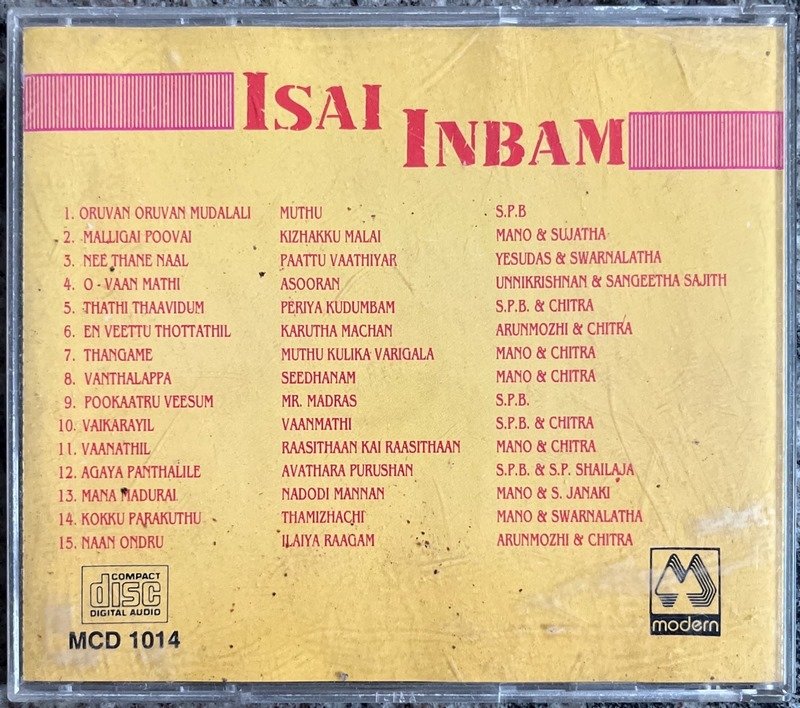 ISAI
INBAM
1. ORUVAN ORUVAN MUDALALI MUTHU S.P.B
2. MALLIGAI POOVAI KIZHAKKU MALAI MANO & SUJATHA
3. NEE THANE NAAL PAATTU VAATHIYAR YESUDAS & SWARNALATHA
4. O - VAAN MATHI ASOORAN UNNIKRISHNAN & SANGEETHA SAJITH
5. THATHI THAAVIDUM PERIYA KUDUMBAM S.P.B. & CHITRA
6. EN VEETTU THOTTATHIL KARUTHA MACHAN ARUNMOZHI & CHITRA
7. THANGAME MUTHU KULIKA VARIGALA MANO & CHITRA
8. VANTHALAPPA SEEDHANAM MANO & CHITRA
9. POOKAATRU VEESUM MR. MADRAS S.P.B.
10. VAIKARAYIL VAANMATHI S.P.B. & CHITRA
11. VAANATHIL RAASITHAAN KAI RAASITHAAN MANO & CHITRA
12. AGAYA PANTHALILE AVATHARA PURUSHAN S.P.B. & S.P. SHAILAJA
13. MANA MADURAI NADODI MANNAN MANO & S. JANAKI
14. KOKKU PARAKUTHU THAMIZHACHI MANO & SWARNALATHA
15. NAAN ONDRU ILAIYA RAAGAM ARUNMOZHI & CHITRA
COMPACT
disc
DIGITAL AUDIO
MCD 1014
modern